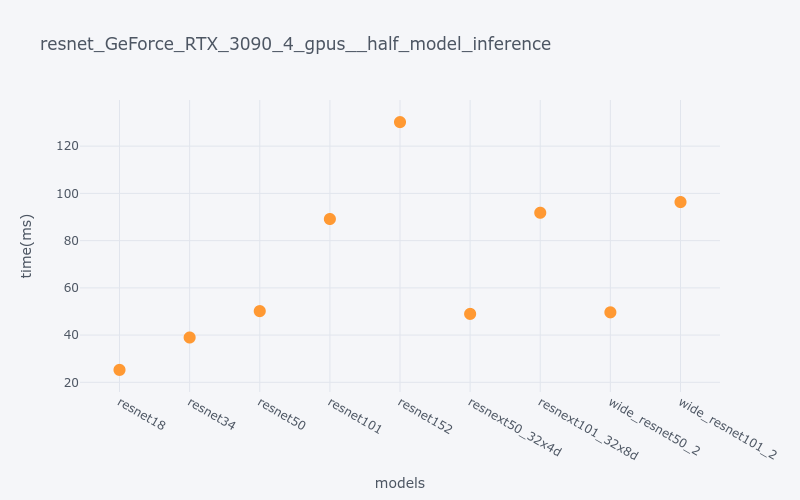 resnet_GeForce_RTX_3090_4_gpus__half_model_inference
time(ms)
120
100
80
60
40
20
resnet18
resnet34
resnet50
resnet101
resnet152
resnext50_32x4d
resnext101_32x8d
wide_resnet50_2
wide_resnet101_2
models